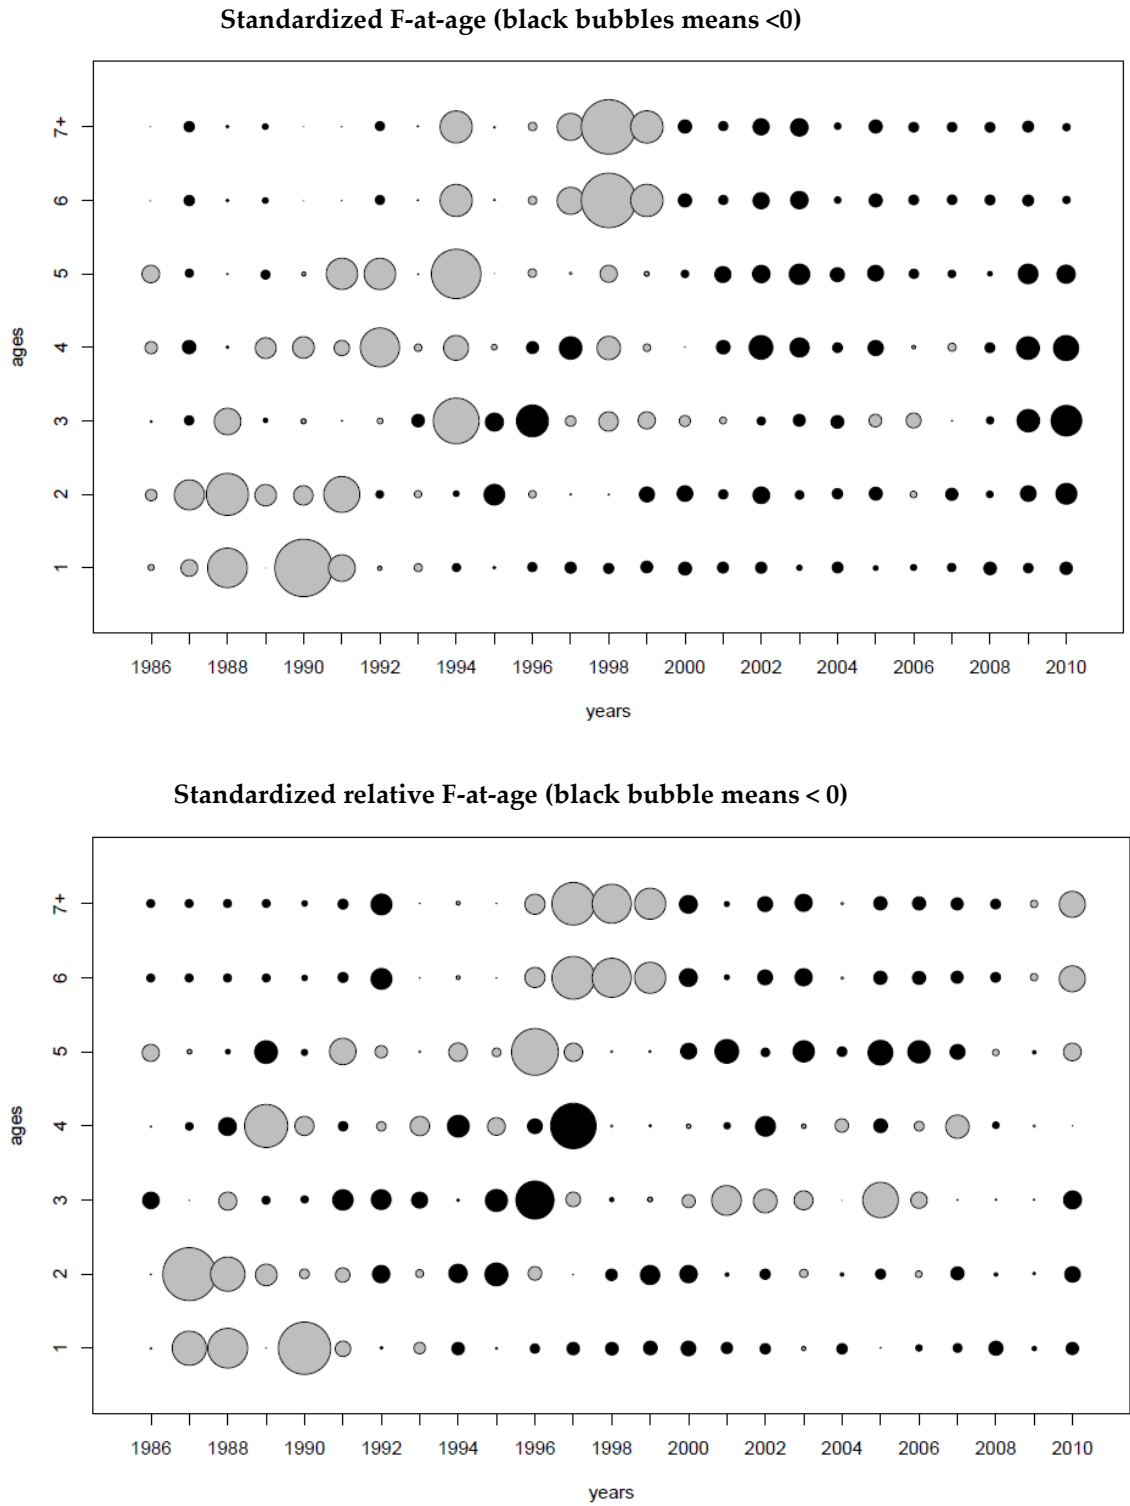 Standardized F-at-age (black bubbles means <0)
7+
6
5
4
3
2
1
ages
1986 1988 1990 1992 1994 1996 1998 2000 2002 2004 2006 2008 2010
years
Standardized relative F-at-age (black bubble means < 0)
7+
6
5
4
3
2
1
ages
1986 1988 1990 1992 1994 1996 1998 2000 2002 2004 2006 2008 2010
years